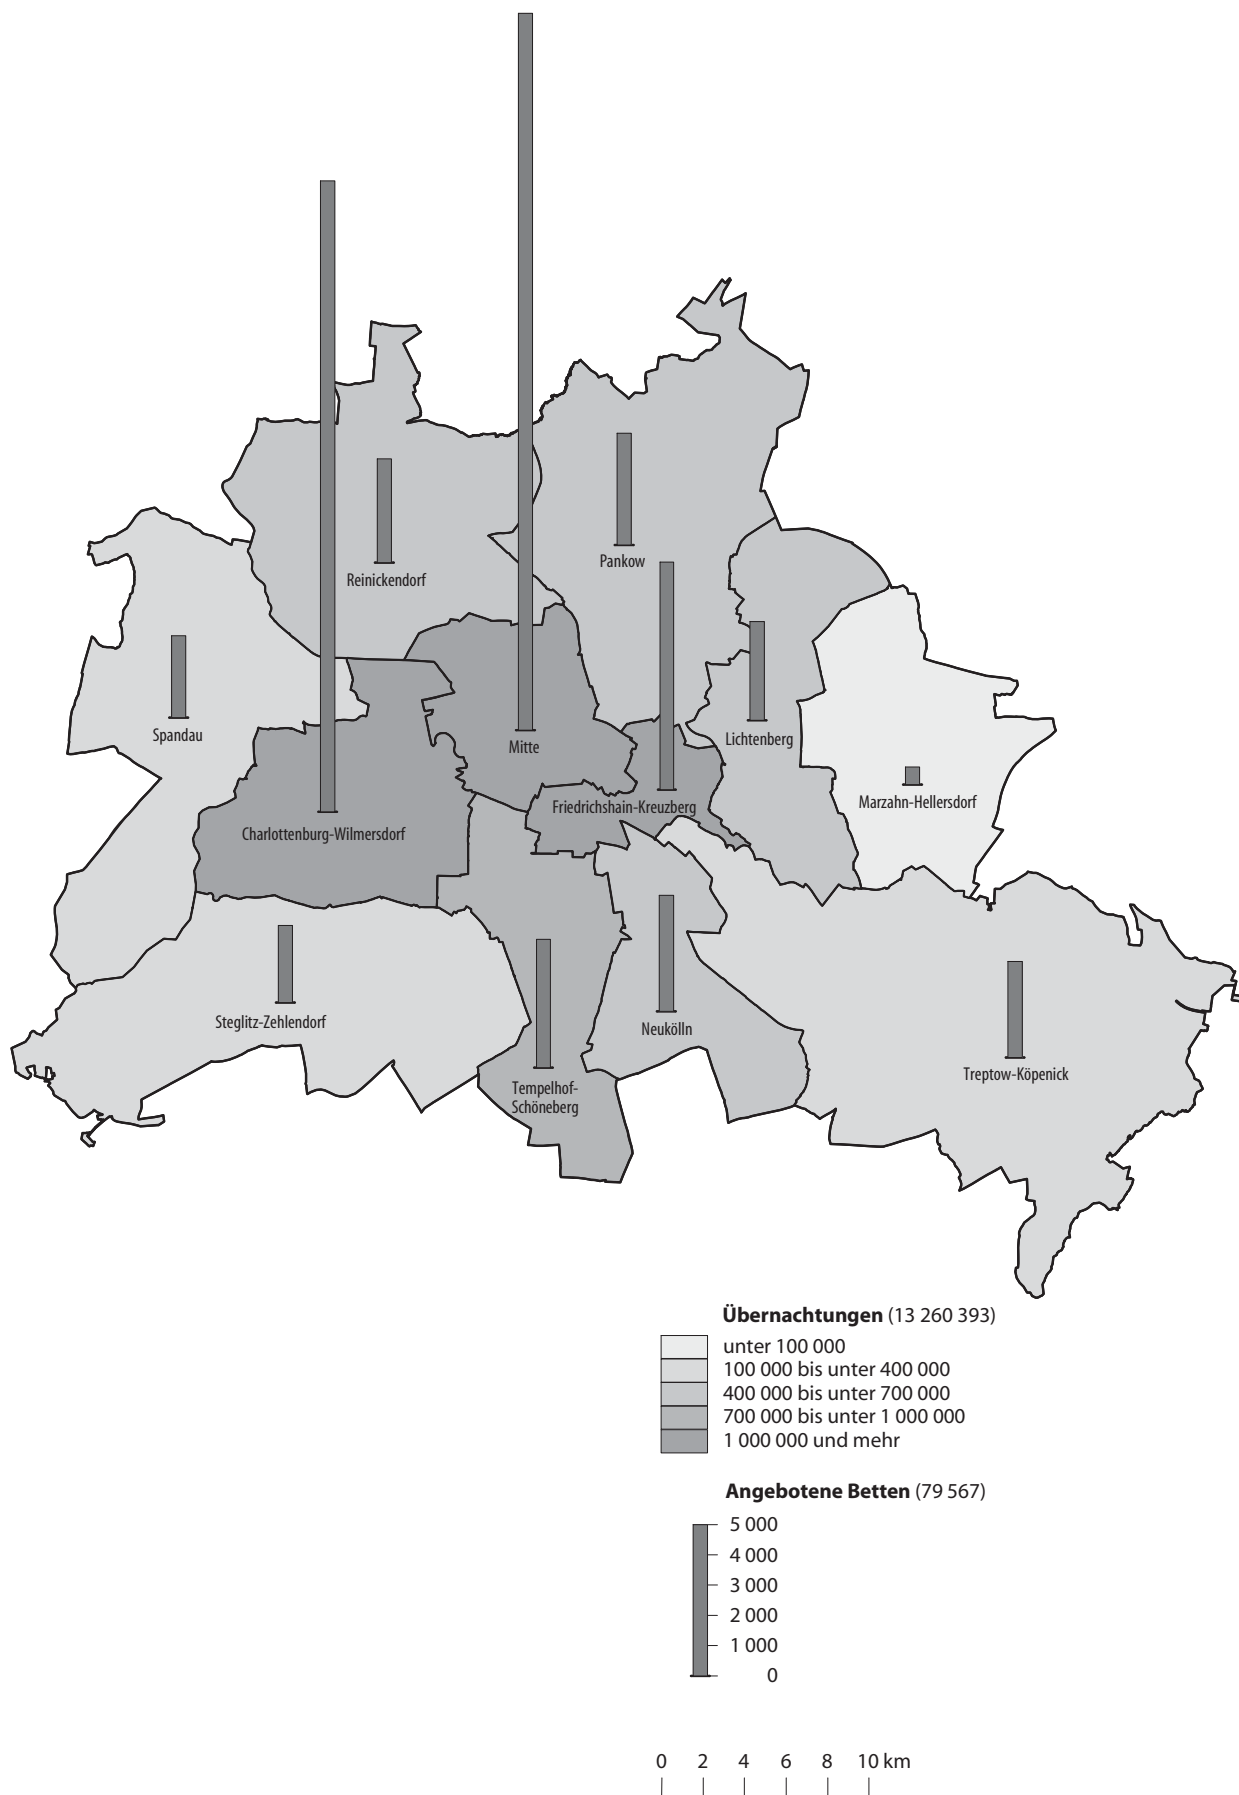 Reinickendorf
Pankow
Spandau
Mitte
Lichtenberg
Friedrichshain-Kreuzberg
Marzahn-Hellersdorf
Charlottenburg-Wilmersdorf
Steglitz-Zehlendorf
Neukölln
Treptow-Köpenick
Tempelhof-
Schöneberg
Übernachtungen (13 260 393)
unter 100 000
100 000 bis unter 400 000
400 000 bis unter 700 000
700 000 bis unter 1 000 000
1 000 000 und mehr
Angebotene Betten (79 567)
5 000
4 000
3 000
2 000
1 000
0
0 2 4 6 8 10 km